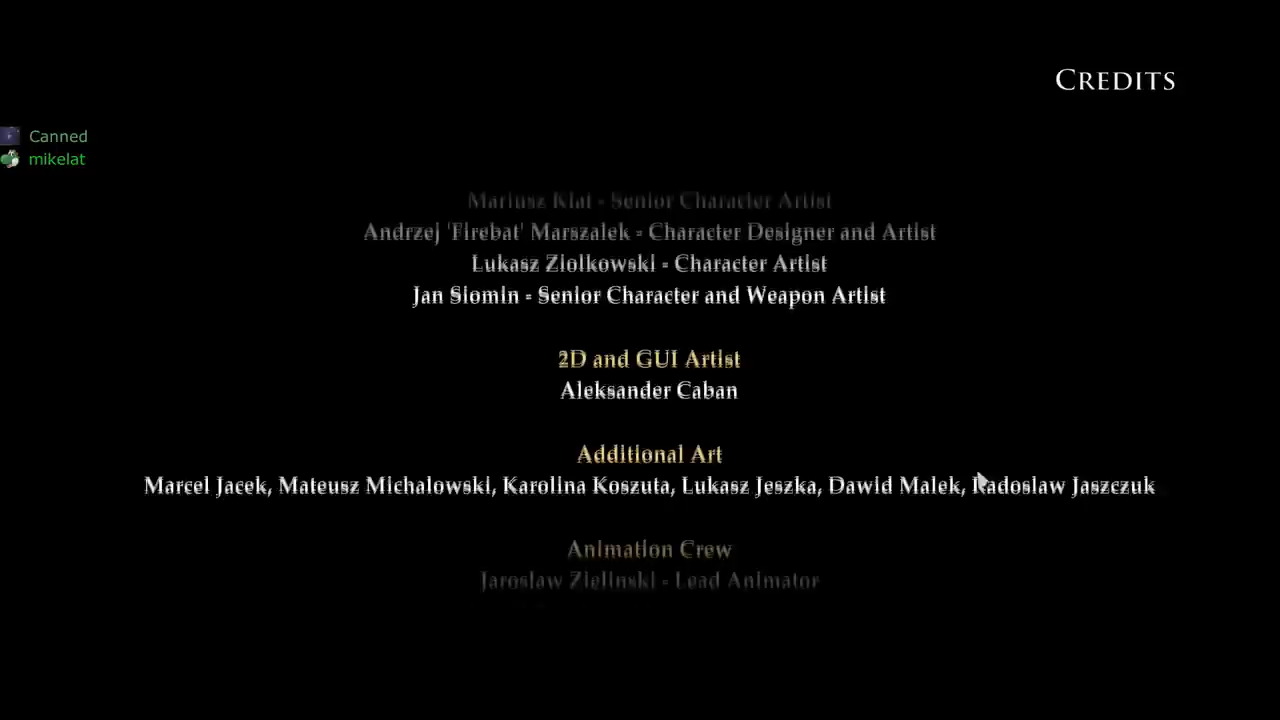 Credits
Canned
mikelat
Mariusz Klat - Senior Character Artist
Andrzej 'Firebat' Marszalek - Character Designer and Artist
Lukasz Ziolkowski - Character Artist
Jan Siomin - Senior Character and Weapon Artist
2D and GUI Artist
Aleksander Caban
Additional Art
Marcel Jacek, Mateusz Michalowski, Karolina Koszuta, Lukasz Jeszka, Dawid Malek, Radoslaw Jaszczuk
Animation Crew
Jaroslaw Zielinski - Lead Animator